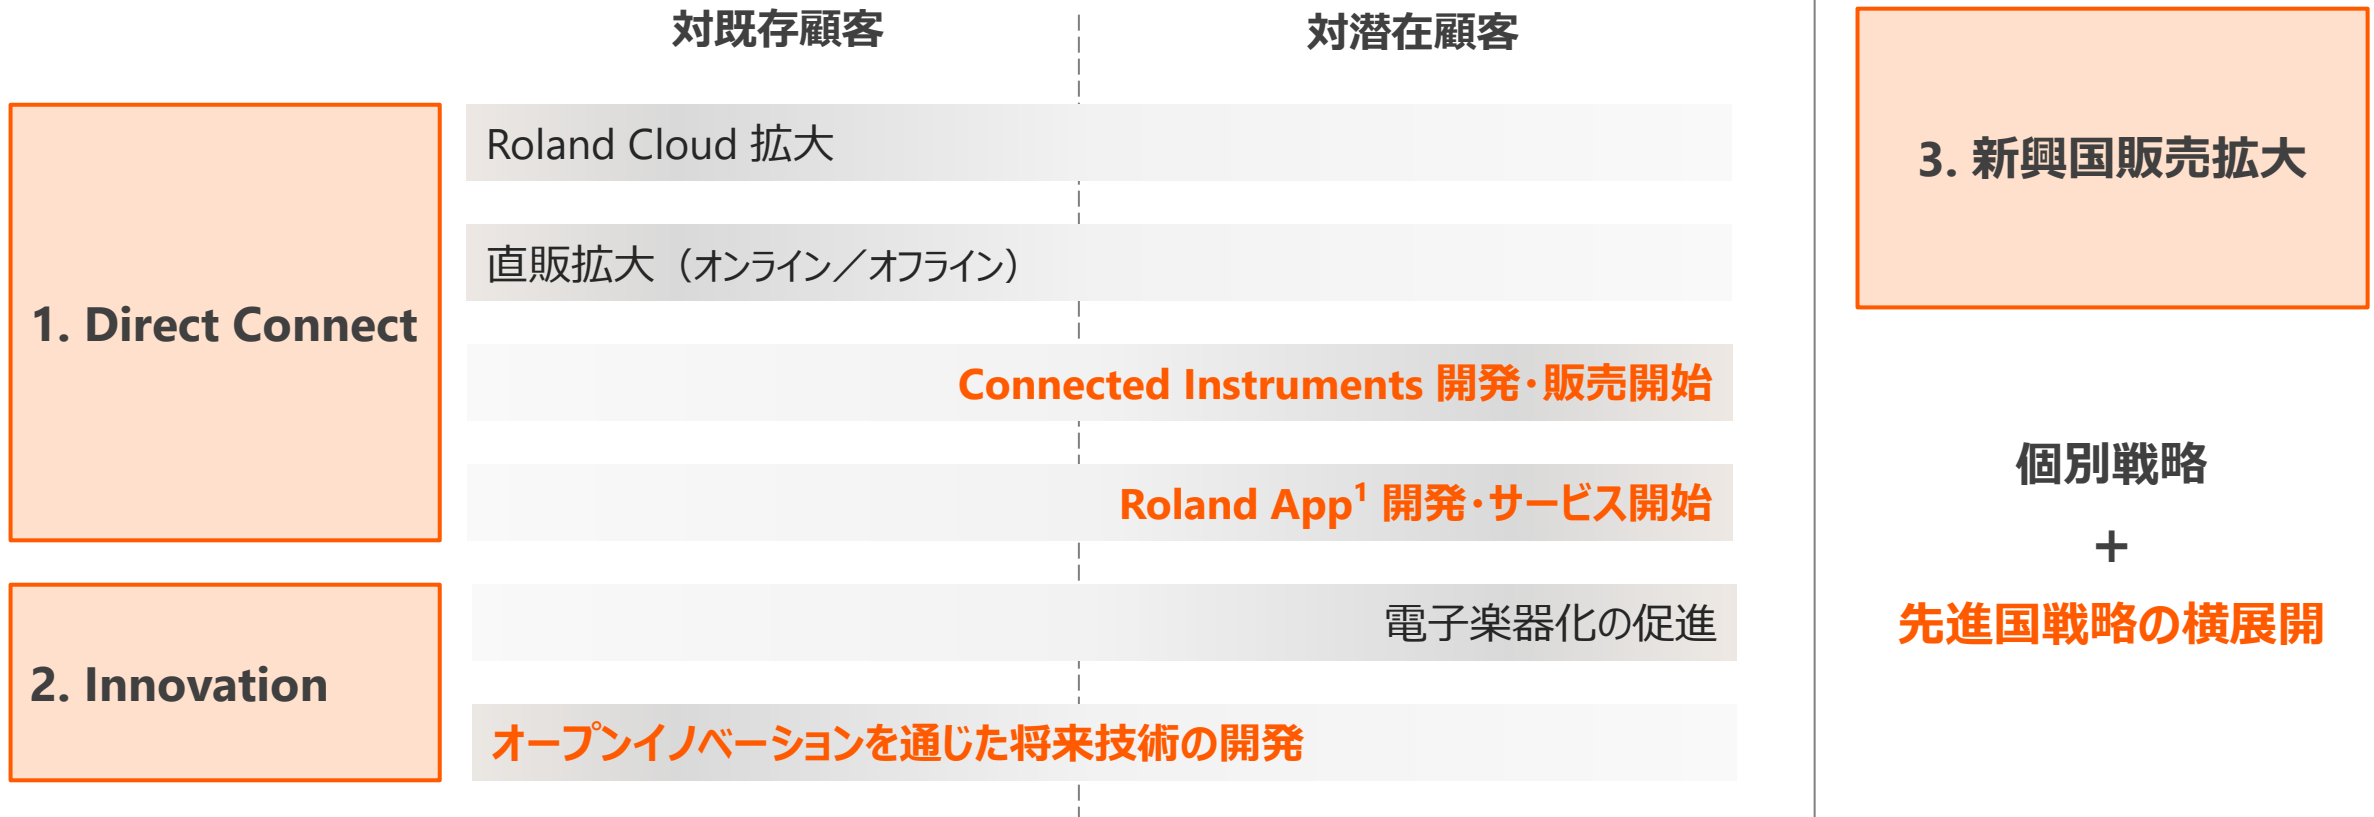 対既存顧客
対潜在顧客
1. Direct Connect
Roland Cloud 拡大
直販拡大（オンライン／オフライン）
Connected Instruments 開発・販売開始
Roland App¹ 開発・サービス開始
2. Innovation
電子楽器化の促進
オープンイノベーションを通じた将来技術の開発
3. 新興国販売拡大
個別戦略
+
先進国戦略の横展開